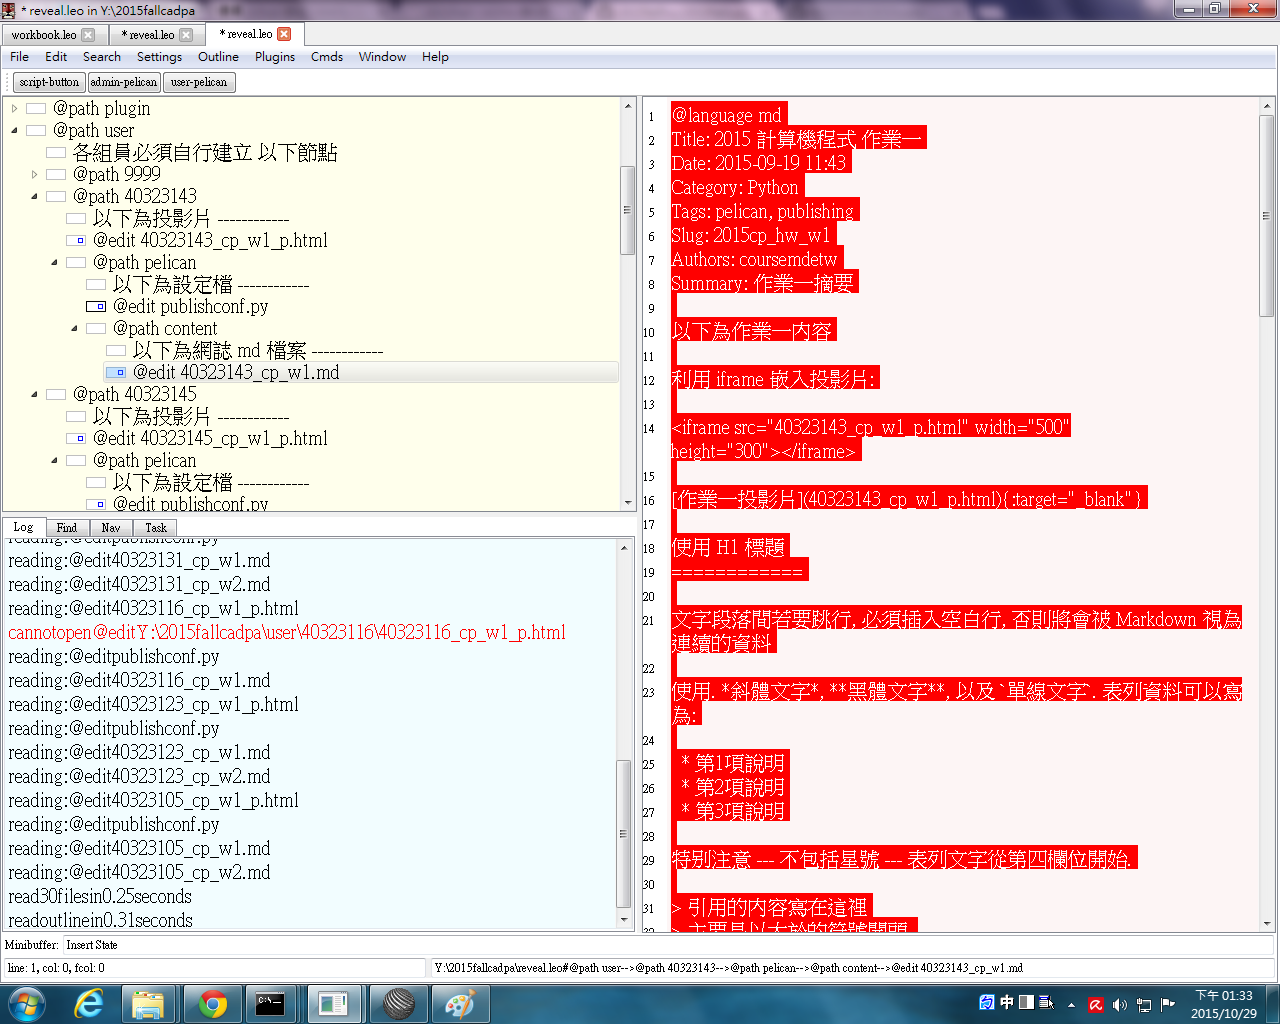 * reveal.leo in Y:\2015fallcadpa
workbook.leo
* reveal.leo
* reveal.leo
File Edit Search Settings Outline Plugins Cmds Window Help
script-button admin-pelican user-pelican
@path plugin
@path user
各組員必須自行建立 以下節點
@path 9999
@path 40323143
以下為投影片 ------------
@edit 40323143_cp_w1_p.html
@path pelican
以下為設定檔 ------------
@edit publishconf.py
@path content
以下為網誌 md 檔案 ------------
@edit 40323143_cp_w1.md
@path 40323145
以下為投影片 ------------
@edit 40323145_cp_w1_p.html
@path pelican
以下為設定檔 ------------
@edit publishconf.py
Log Find Nav Task
reading:@editpublishconf.py
reading:@edit40323131_cp_w1.md
reading:@edit40323131_cp_w2.md
reading:@edit40323116_cp_w1_p.html
cannotopen@editY:\2015fallcadpa\user\40323116\40323116_cp_w1_p.html
reading:@editpublishconf.py
reading:@edit40323116_cp_w1.md
reading:@edit40323123_cp_w1_p.html
reading:@editpublishconf.py
reading:@edit40323123_cp_w1.md
reading:@edit40323123_cp_w2.md
reading:@edit40323105_cp_w1_p.html
reading:@editpublishconf.py
reading:@edit40323105_cp_w1.md
reading:@edit40323105_cp_w2.md
read30filesin0.25seconds
readoutlinein0.31seconds
1 @language md
2 Title: 2015 計算機程式 作業一
3 Date: 2015-09-19 11:43
4 Category: Python
5 Tags: pelican, publishing
6 Slug: 2015cp_hw_w1
7 Authors: coursemdetw
8 Summary: 作業一摘要
9
10 以下為作業一內容
11
12 利用 iframe 嵌入投影片:
13
14 <iframe src="40323143_cp_w1_p.html" width="500"
height="300"></iframe>
15
16 [作業一投影片](40323143_cp_w1_p.html){:target="_blank"}
17
18 使用 H1 標題
19 ============
20
21 文字段落間若要跳行, 必須插入空白行, 否則將會被 Markdown 視為
連續的資料
22
23 使用. *斜體文字*, **黑體文字**, 以及 `單線文字`. 表列資料可以寫
為:
24
25 * 第1項說明
26 * 第2項說明
27 * 第3項說明
28
29 特別注意 --- 不包括星號 --- 表列文字從第四欄位開始.
30
31 > 引用的內容寫在這裡
32 > 主要是以大於的符號開頭
Minibuffer: Insert State
line: 1, col: 0, fcol: 0
Y:\2015fallcadpa\reveal.leo#@path user-->@path 40323143-->@path pelican-->@path content-->@edit 40323143_cp_w1.md
中
下午 01:33
2015/10/29